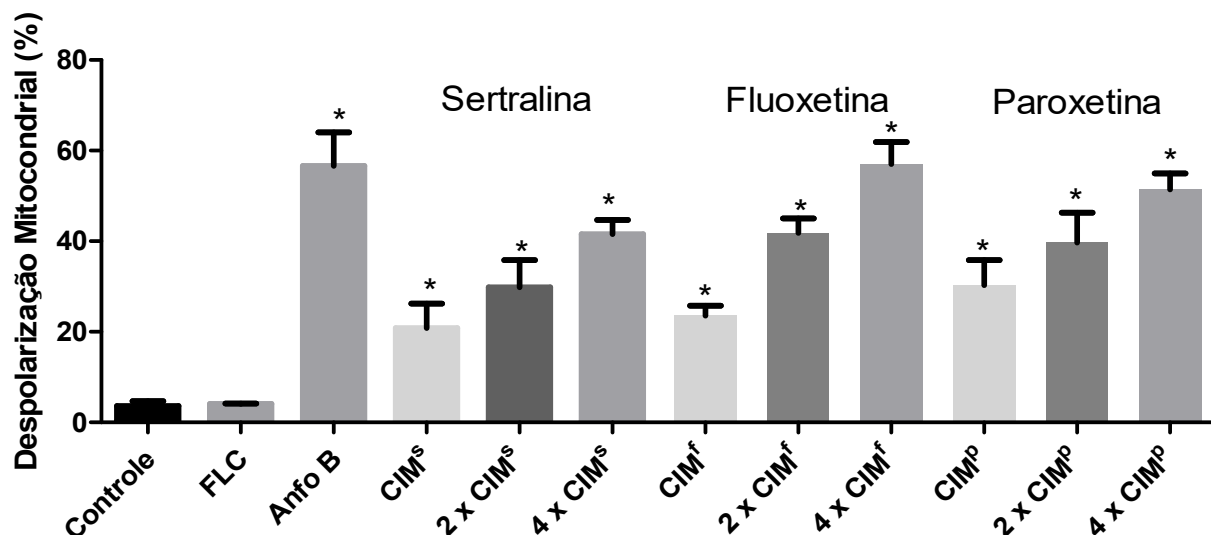 Despolarização Mitocondrial (%)
80
60
40
20
0
Sertralina
Fluoxetina
Paroxetina
*
*
*
*
*
*
*
*
*
*
Controle
FLC
Anfo B
CIMˢ
2 x CIMˢ
4 x CIMˢ
CIMᶠ
2 x CIMᶠ
4 x CIMᶠ
CIMᵖ
2 x CIMᵖ
4 x CIMᵖ